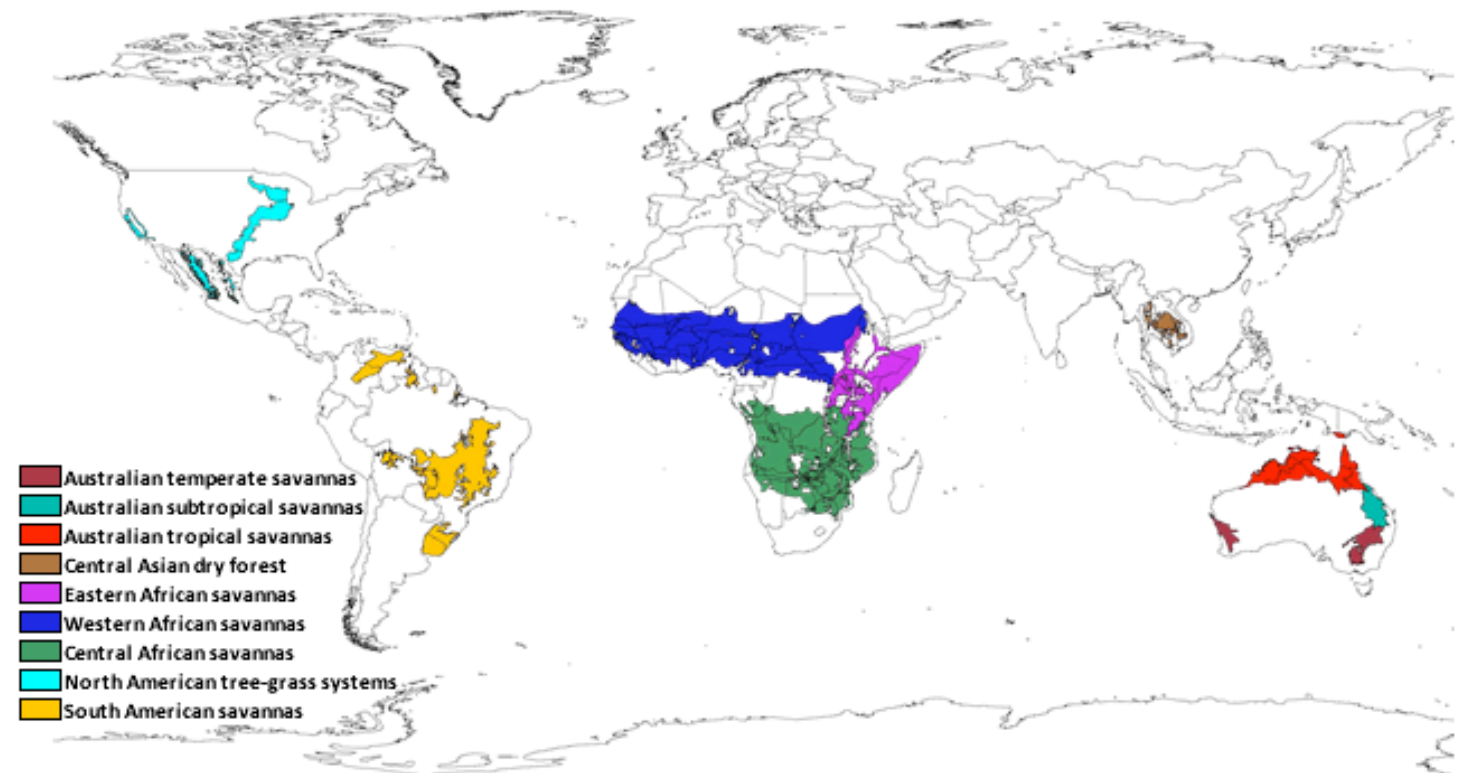 Australian temperate savannas
Australian subtropical savannas
Australian tropical savannas
Central Asian dry forest
Eastern African savannas
Western African savannas
Central African savannas
North American tree-grass systems
South American savannas